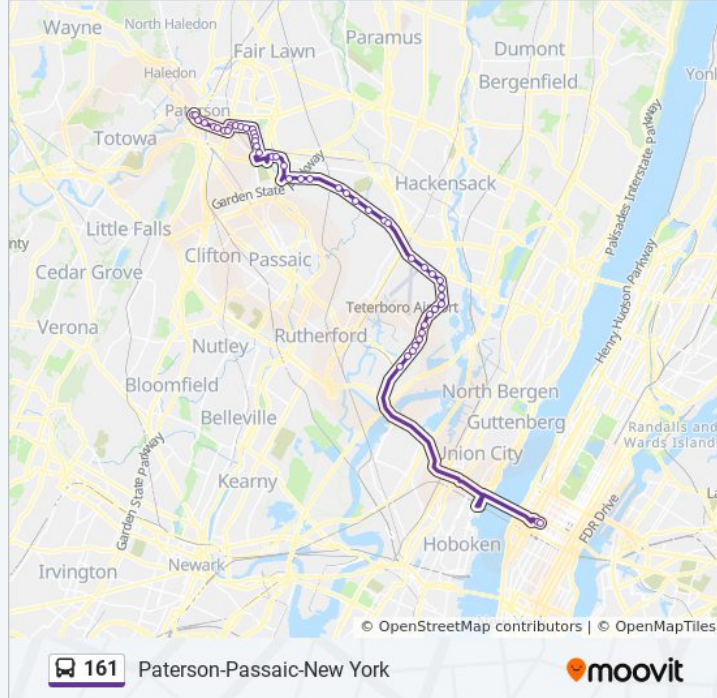 Wayne
North Haledon
Paramus
Fair Lawn
Dumont
Bergenfield
Haledon
Paterson
Totowa
Hackensack
Garden State Parkway
Palisades Interstate Parkway
Little Falls
Clifton
Passaic
Cedar Grove
Teterboro Airport
Henry Hudson Parkway
Verona
Rutherford
Nutley
Bloomfield
North Bergen
Belleville
Guttenberg
Randalls and
Wards Island
Union City
Garden State Parkway
Kearny
FDR Drive
Hoboken
Newark
Irvington
© OpenStreetMap contributors | © OpenMapTiles
161 Paterson-Passaic-New York
moovit